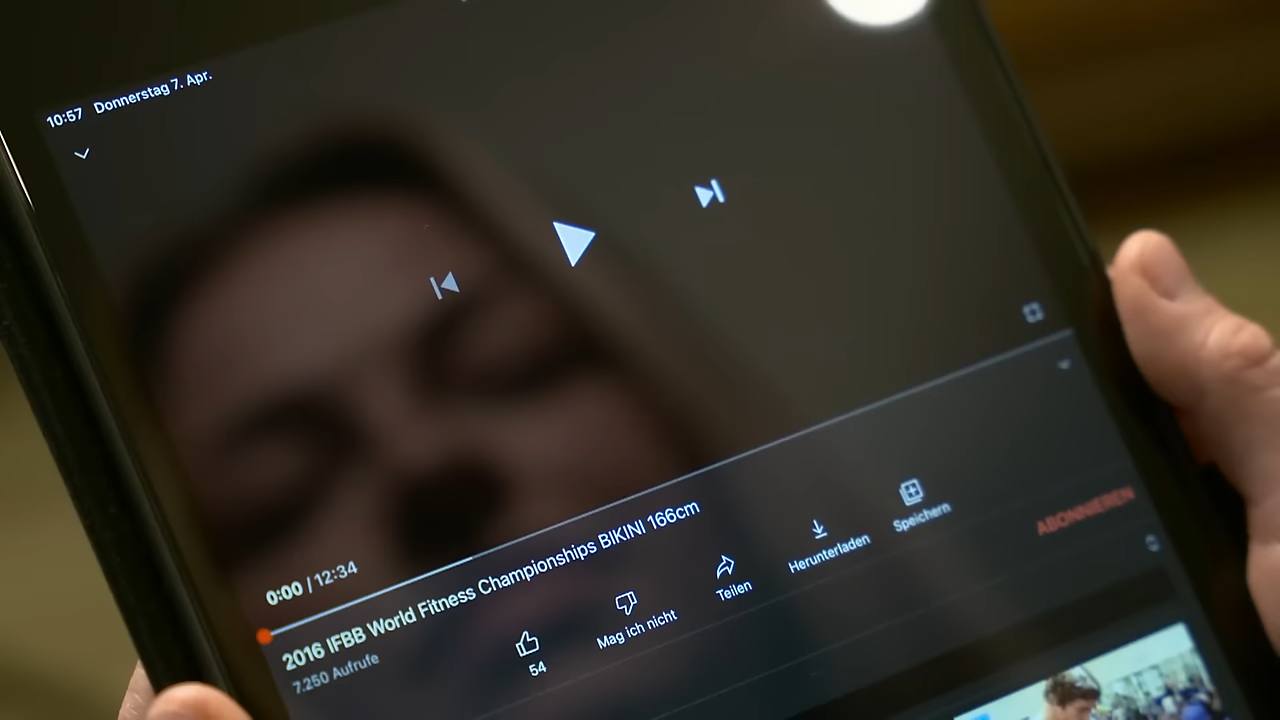 10:57 Donnerstag 7. Apr.
0:00 / 12:34
2016 IFBB World Fitness Championships BIKINI 166cm
7.250 Aufrufe
54
Mag ich nicht
Teilen
Herunterladen
Speichern
ABONNIEREN